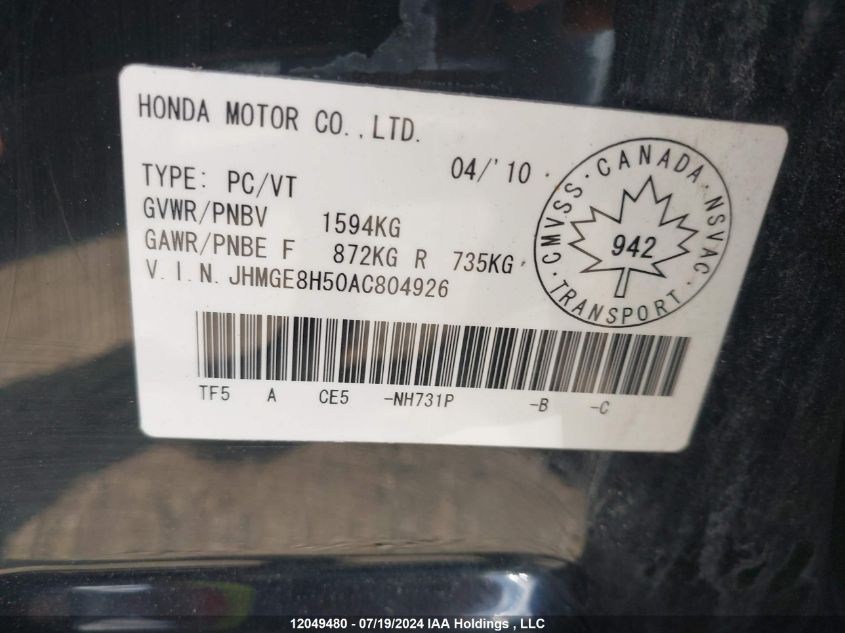 HONDA MOTOR CO.,LTD.
04/'10
TYPE: PC/VT
GVWR/PNBV 1594KG
GAWR/PNBE F 872KG R 735KG
V.I.N. JHMGE8H50AC804926
CMVSS · CANADA · NSVAC · TRANSPORT ·
942
TF5 A CE5 -NH731P -B -C
12049480 - 07/19/2024 IAA Holdings , LLC